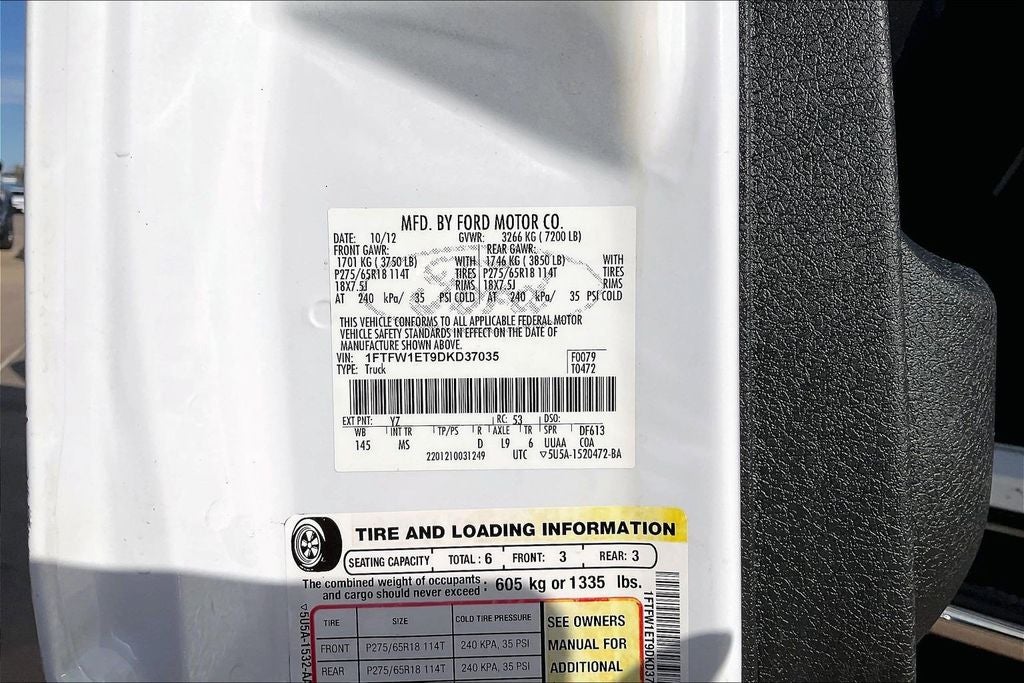 MFD. BY FORD MOTOR CO.
DATE: 10/12 GVWR: 3266 KG ( 7200 LB)
FRONT GAWR: REAR GAWR:
1701 KG ( 3750 LB) WITH 1746 KG ( 3850 LB) WITH
P275/65R18 114T TIRES P275/65R18 114T TIRES
18X7.5J RIMS 18X7.5J RIMS
AT 240 kPa/ 35 PSI COLD AT 240 kPa/ 35 PSI COLD
Ford
THIS VEHICLE CONFORMS TO ALL APPLICABLE FEDERAL MOTOR
VEHICLE SAFETY STANDARDS IN EFFECT ON THE DATE OF
MANUFACTURE SHOWN ABOVE.
VIN: 1FTFW1ET9DKD37035 F0079
TYPE: Truck T0472
EXT PNT: YZ RC: 53 DSO:
WB INT TR TP/PS R AXLE TR SPR DF613
145 MS D L9 6 UUAA COA
2201210031249 UTC ▽5U5A-1520472-BA
TIRE AND LOADING INFORMATION
SEATING CAPACITY TOTAL : 6 FRONT: 3 REAR: 3
The combined weight of occupants and cargo should never exceed : 605 kg or 1335 lbs.
TIRE SIZE COLD TIRE PRESSURE SEE OWNERS
FRONT P275/65R18 114T 240 KPA, 35 PSI MANUAL FOR
REAR P275/65R18 114T 240 KPA, 35 PSI ADDITIONAL
▽5U5A-1532-A
1FTFW1ET9DKD37